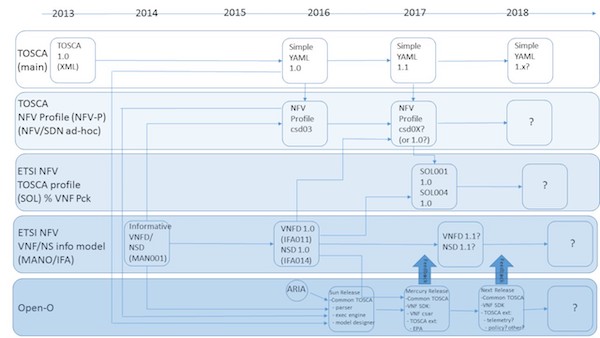 2013 2014 2015 2016 2017 2018
TOSCA
(main)
TOSCA
1.0
(XML)
Simple
YAML
1.0
Simple
YAML
1.1
Simple
YAML
1.x?
TOSCA
NFV Profile (NFV-P)
(NFV/SDN ad-hoc)
NFV
Profile
csd03
NFV
Profile
csd0X?
(or 1.0?)
?
ETSI NFV
TOSCA profile
(SOL) % VNF Pck
SOL001
1.0
SOL004
1.0
?
ETSI NFV
VNF/NS info model
(MANO/IFA)
Informative
VNFD/
NSD
(MAN001)
VNFD 1.0
(IFA011)
NSD 1.0
(IFA014)
VNFD 1.1?
NSD 1.1?
?
Feedback
Feedback
Open-O
ARIA
Sun Release
-Common TOSCA
- parser
- exec engine
- model designer
Mercury Release
-Common TOSCA
-VNF SDK:
- VNF csar
- TOSCA ext:
- EPA
Next Release
-Common TOSCA
-VNF SDK
- TOSCA ext:
- telemetry?
- policy? other?
?